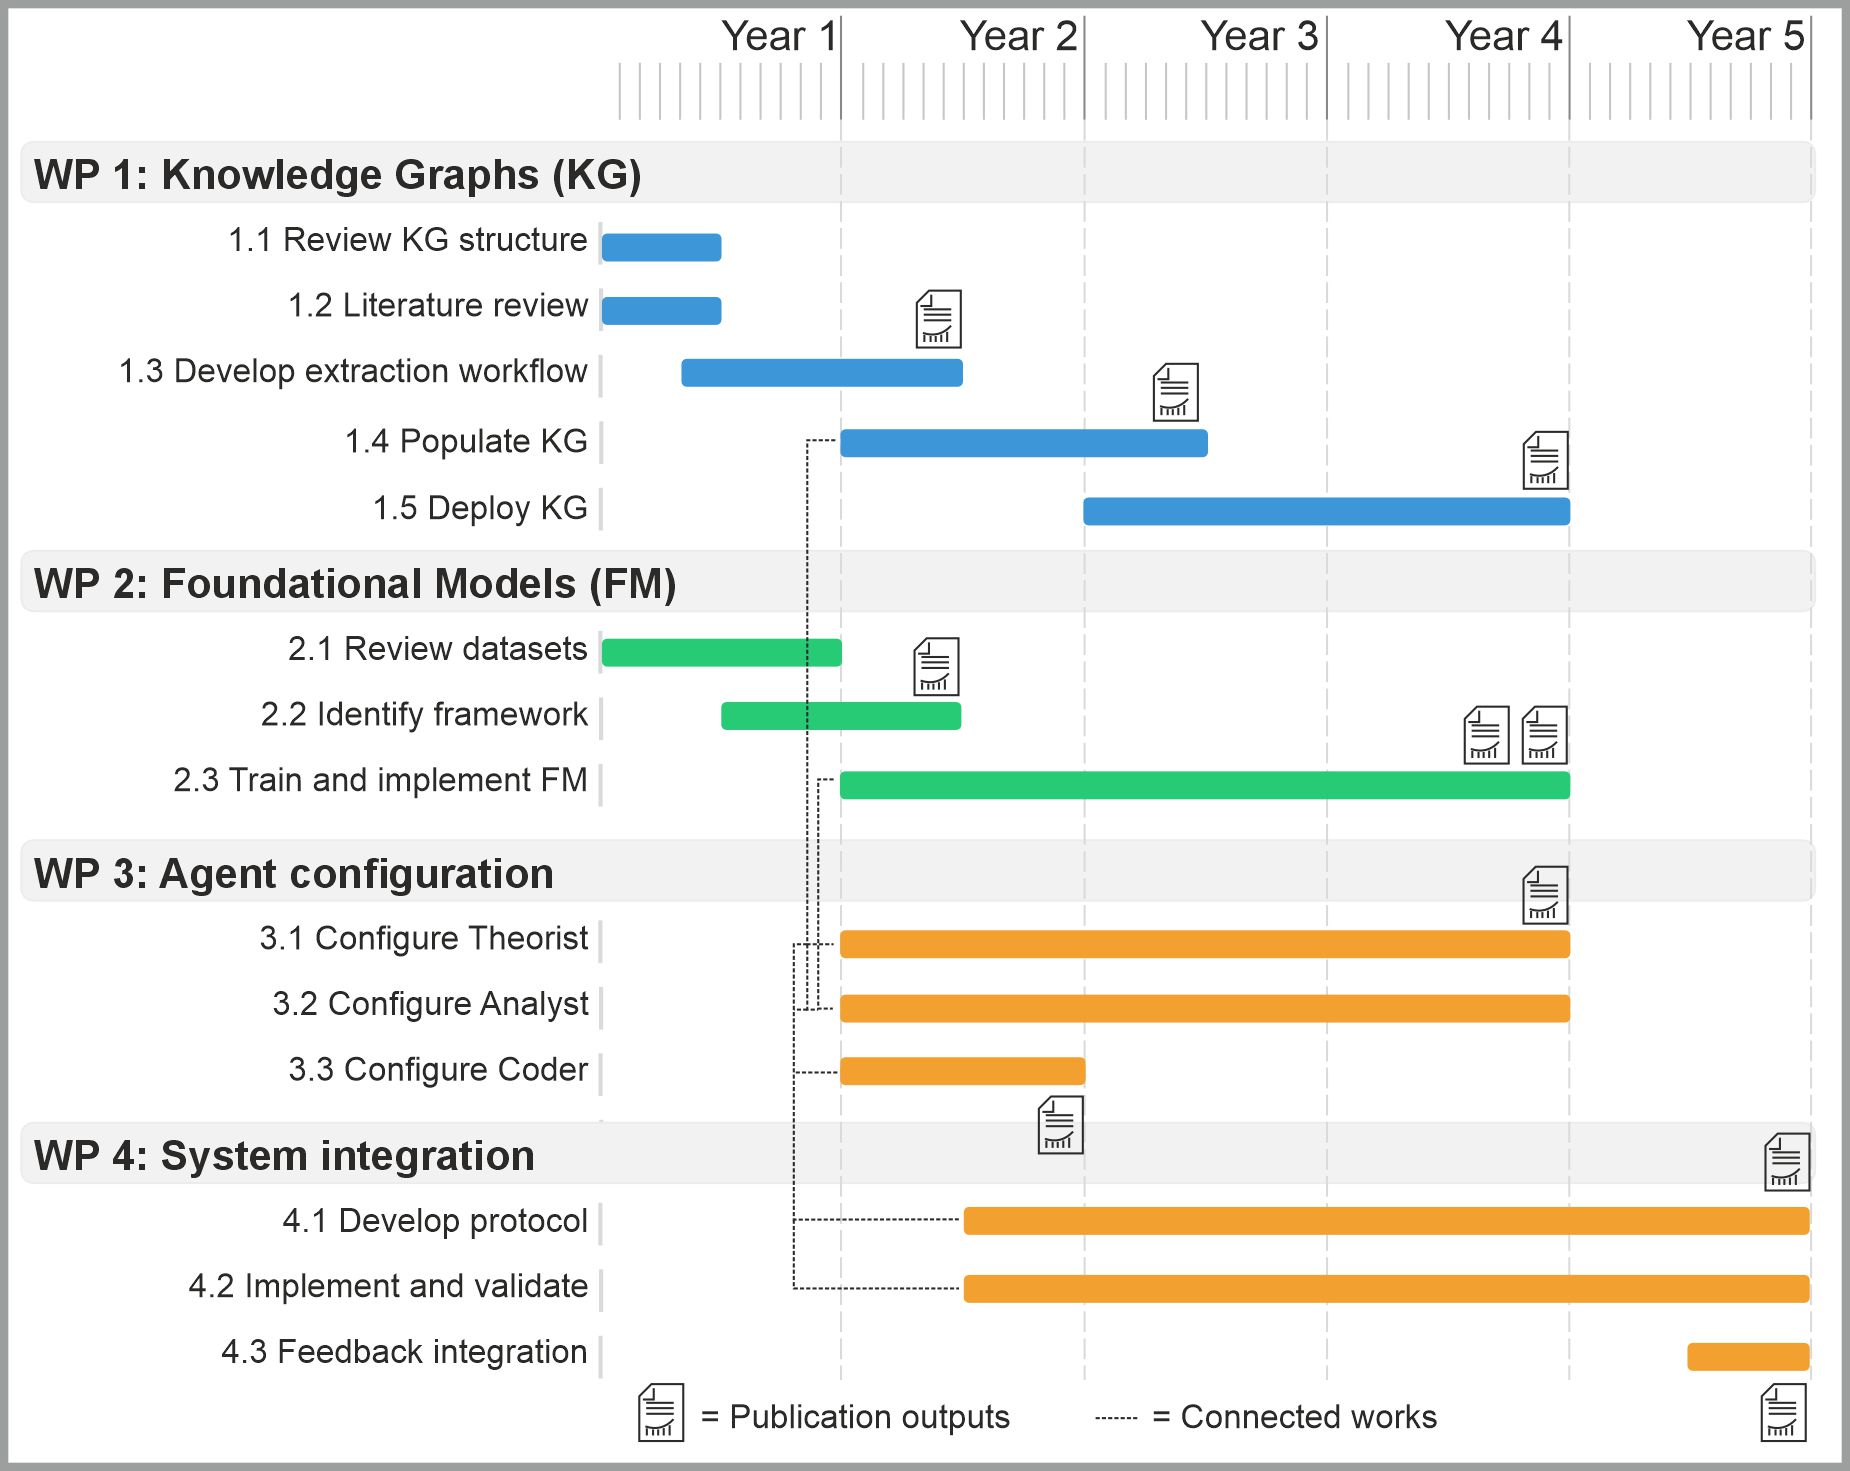 Year 1 Year 2 Year 3 Year 4 Year 5
WP 1: Knowledge Graphs (KG)
1.1 Review KG structure
1.2 Literature review
1.3 Develop extraction workflow
1.4 Populate KG
1.5 Deploy KG
WP 2: Foundational Models (FM)
2.1 Review datasets
2.2 Identify framework
2.3 Train and implement FM
WP 3: Agent configuration
3.1 Configure Theorist
3.2 Configure Analyst
3.3 Configure Coder
WP 4: System integration
4.1 Develop protocol
4.2 Implement and validate
4.3 Feedback integration
= Publication outputs = Connected works